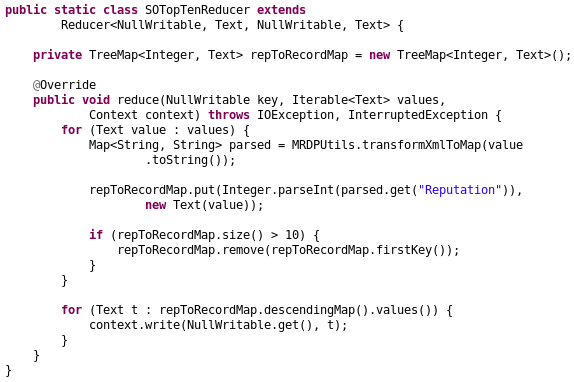 public static class SOTopTenReducer extends
        Reducer<NullWritable, Text, NullWritable, Text> {

    private TreeMap<Integer, Text> repToRecordMap = new TreeMap<Integer, Text>();

    @Override
    public void reduce(NullWritable key, Iterable<Text> values,
            Context context) throws IOException, InterruptedException {
        for (Text value : values) {
            Map<String, String> parsed = MRDPUtils.transformXmlToMap(value
                    .toString());

            repToRecordMap.put(Integer.parseInt(parsed.get("Reputation")),
                    new Text(value));

            if (repToRecordMap.size() > 10) {
                repToRecordMap.remove(repToRecordMap.firstKey());
            }
        }

        for (Text t : repToRecordMap.descendingMap().values()) {
            context.write(NullWritable.get(), t);
        }
    }
}